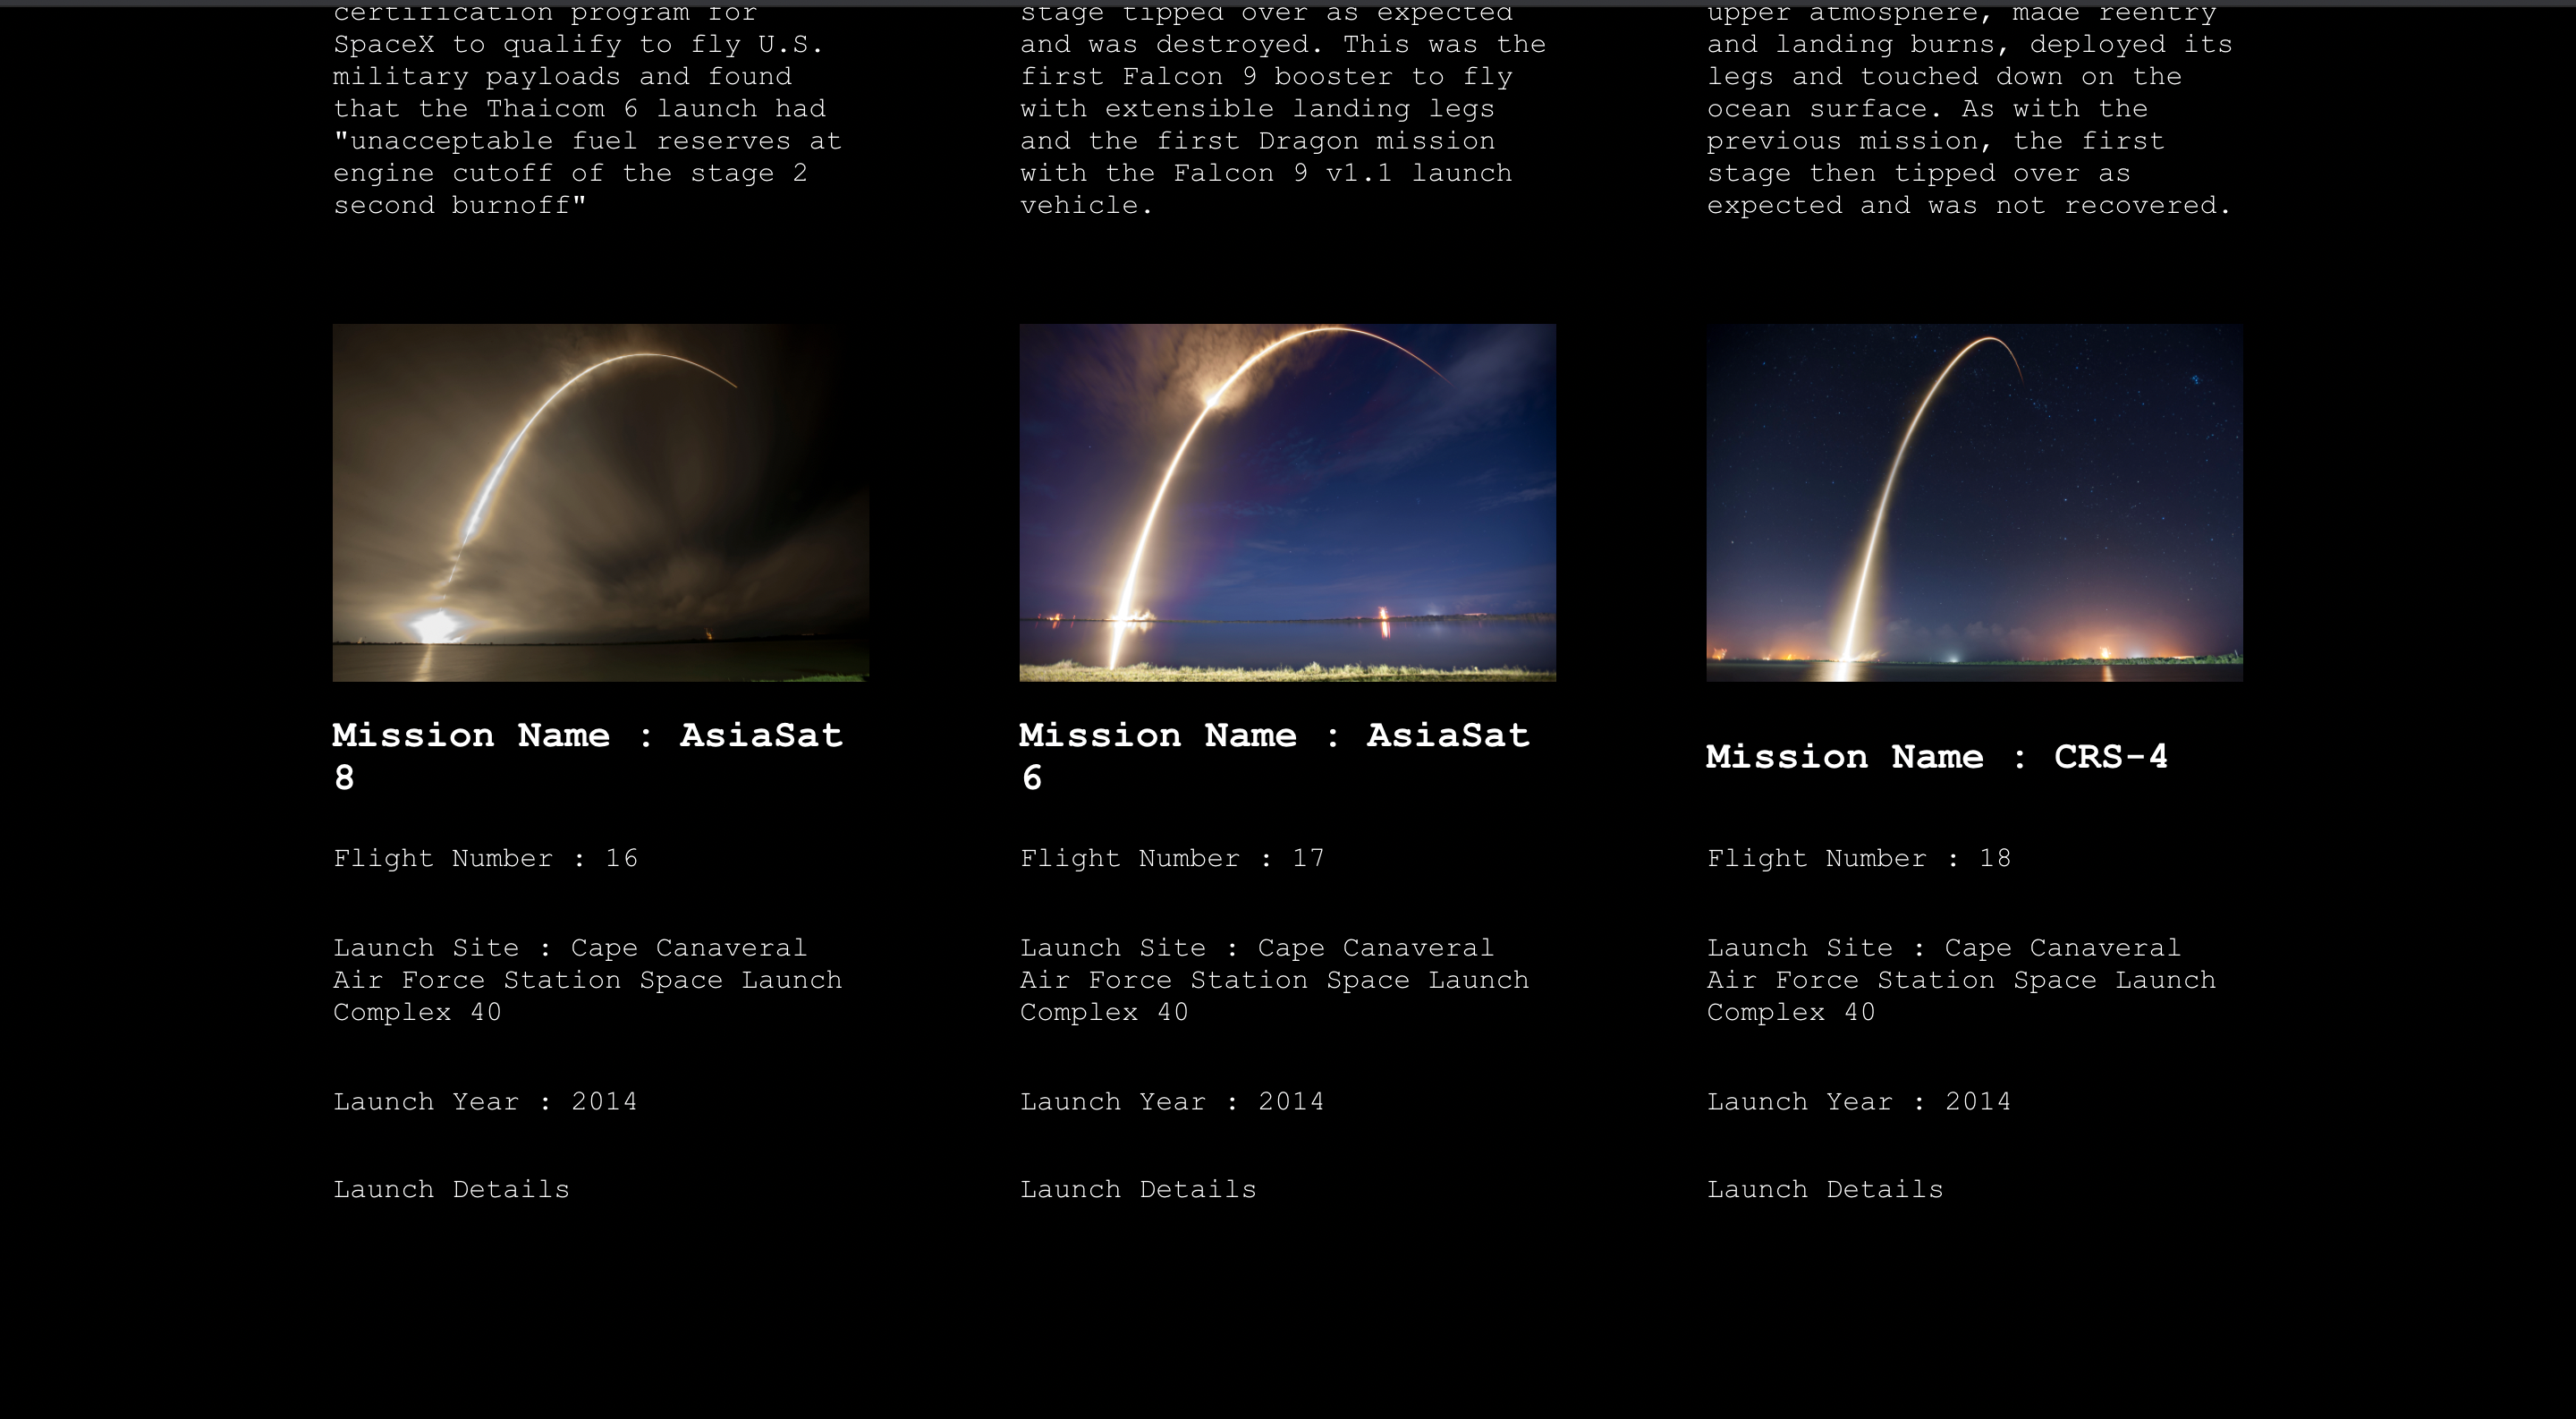 certification program for
SpaceX to qualify to fly U.S.
military payloads and found
that the Thaicom 6 launch had
"unacceptable fuel reserves at
engine cutoff of the stage 2
second burnoff"
stage tipped over as expected
and was destroyed. This was the
first Falcon 9 booster to fly
with extensible landing legs
and the first Dragon mission
with the Falcon 9 v1.1 launch
vehicle.
upper atmosphere, made reentry
and landing burns, deployed its
legs and touched down on the
ocean surface. As with the
previous mission, the first
stage then tipped over as
expected and was not recovered.
Mission Name : AsiaSat
8
Flight Number : 16
Launch Site : Cape Canaveral
Air Force Station Space Launch
Complex 40
Launch Year : 2014
Launch Details
Mission Name : AsiaSat
6
Flight Number : 17
Launch Site : Cape Canaveral
Air Force Station Space Launch
Complex 40
Launch Year : 2014
Launch Details
Mission Name : CRS-4
Flight Number : 18
Launch Site : Cape Canaveral
Air Force Station Space Launch
Complex 40
Launch Year : 2014
Launch Details